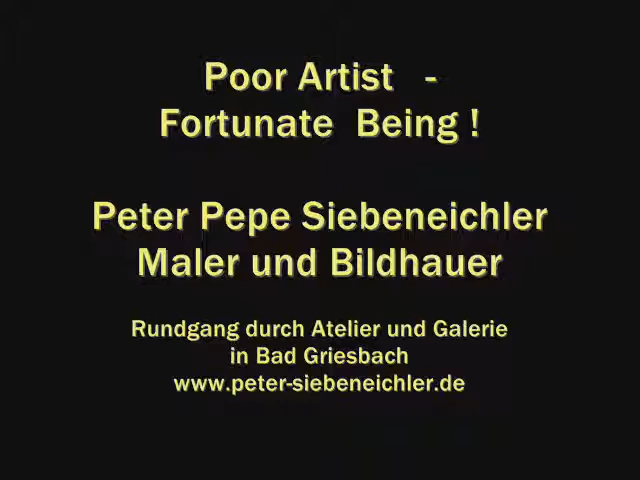 Poor Artist -
Fortunate Being !
Peter Pepe Siebeneichler
Maler und Bildhauer
Rundgang durch Atelier und Galerie
in Bad Griesbach
www.peter-siebeneichler.de